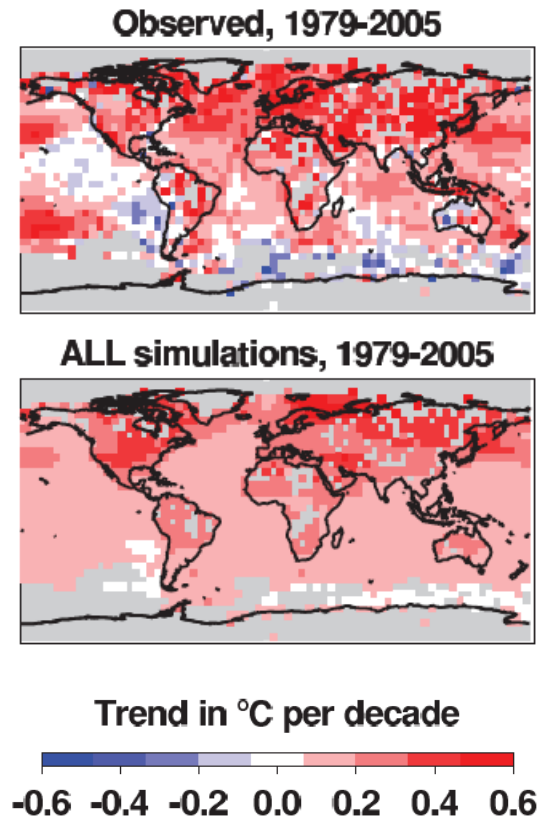 Observed, 1979-2005
ALL simulations, 1979-2005
Trend in °C per decade
-0.6 -0.4 -0.2 0.0 0.2 0.4 0.6